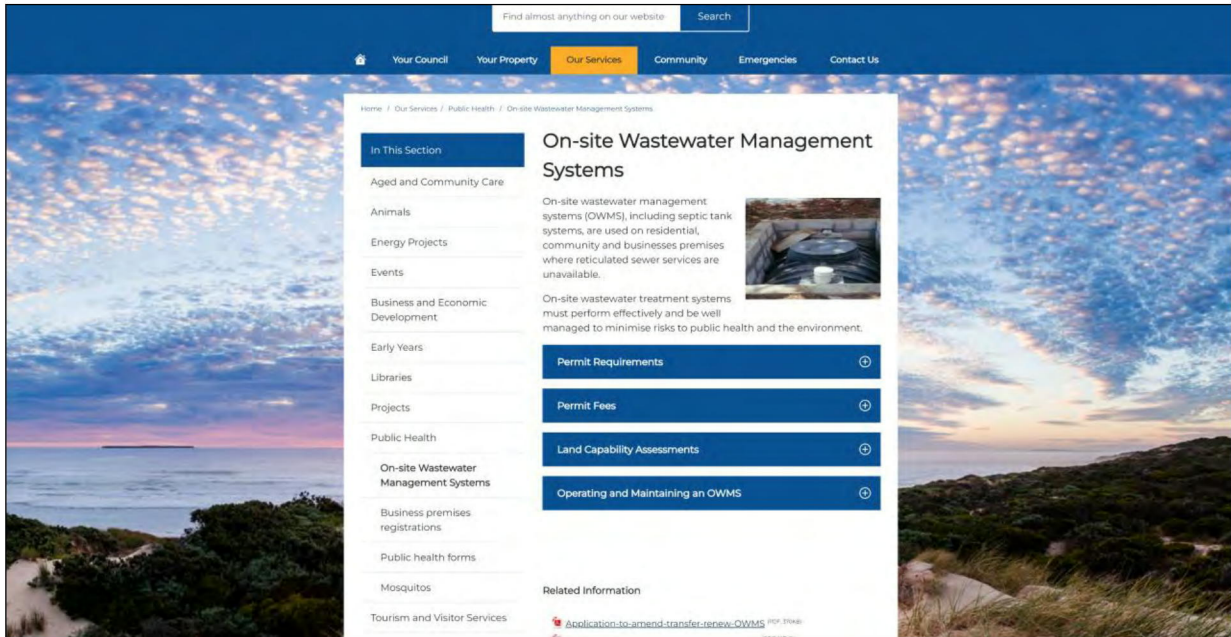 Find almost anything on our website Search
Your Council Your Property Our Services Community Emergencies Contact Us
Home / Our Services / Public Health / On-site Wastewater Management Systems
In This Section
Aged and Community Care
Animals
Energy Projects
Events
Business and Economic
Development
Early Years
Libraries
Projects
Public Health
On-site Wastewater
Management Systems
Business premises
registrations
Public health forms
Mosquitos
Tourism and Visitor Services
On-site Wastewater Management
Systems
On-site wastewater management
systems (OWMS), including septic tank
systems, are used on residential,
community and businesses premises
where reticulated sewer services are
unavailable.
On-site wastewater treatment systems
must perform effectively and be well
managed to minimise risks to public health and the environment.
Permit Requirements
Permit Fees
Land Capability Assessments
Operating and Maintaining an OWMS
Related Information
Application-to-amend-transfer-renew-OWMS